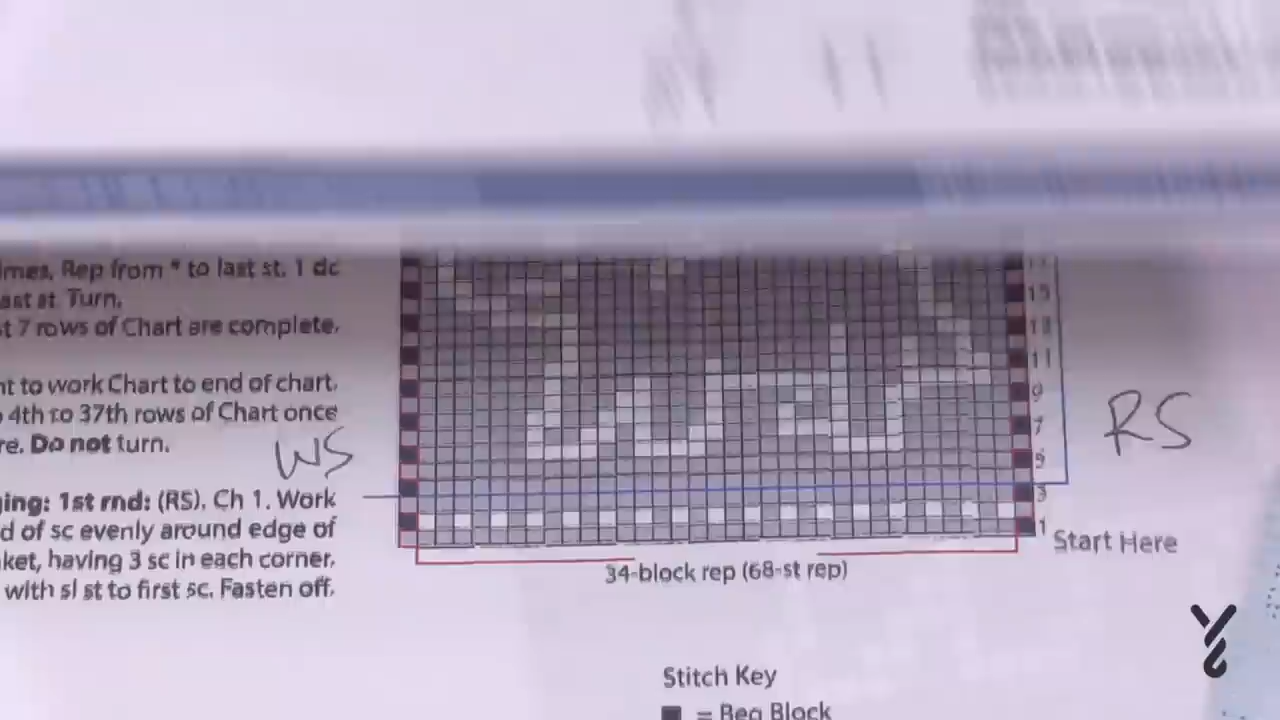 imes, Rep from * to last st. 1 dc
ast st. Turn.
st 7 rows of Chart are complete.
nt to work Chart to end of chart.
4th to 37th rows of Chart once
re. Do not turn.
WS
ing: 1st rnd: (RS). Ch 1. Work
d of sc evenly around edge of
ket, having 3 sc in each corner.
with sl st to first sc. Fasten off.
15
13
11
9
7
5
3
1
RS
Start Here
34-block rep (68-st rep)
Stitch Key
= Beg Block